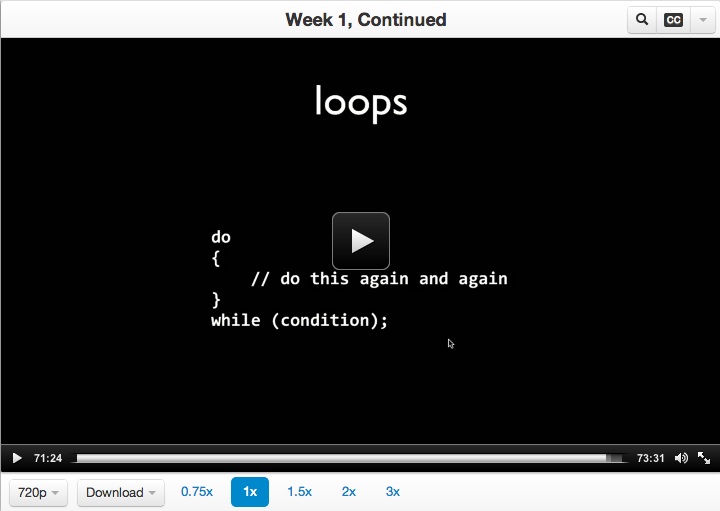 Week 1, Continued
CC
loops
do
{
// do this again and again
}
while (condition);
71:24
73:31
720p
Download
0.75x
1x
1.5x
2x
3x